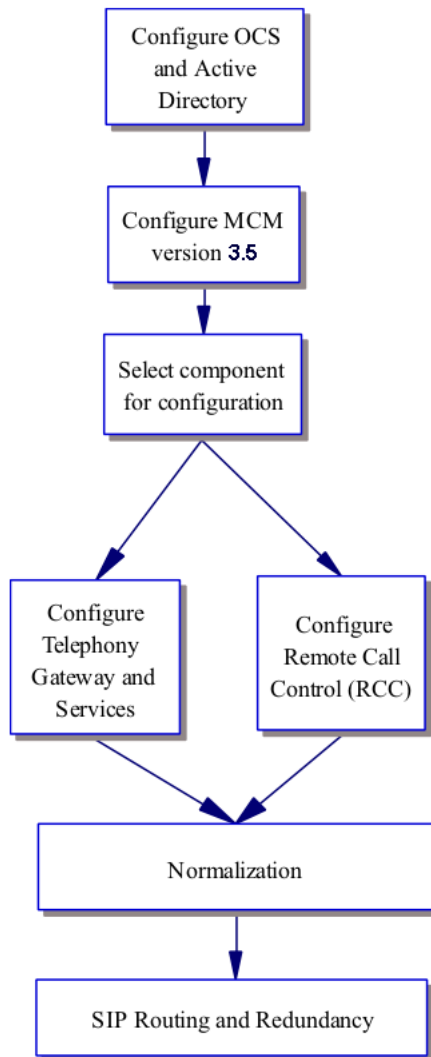 Configure OCS
and Active
Directory
Configure MCM
version 3.5
Select component
for configuration
Configure
Telephony
Gateway and
Services
Configure
Remote Call
Control (RCC)
Normalization
SIP Routing and Redundancy